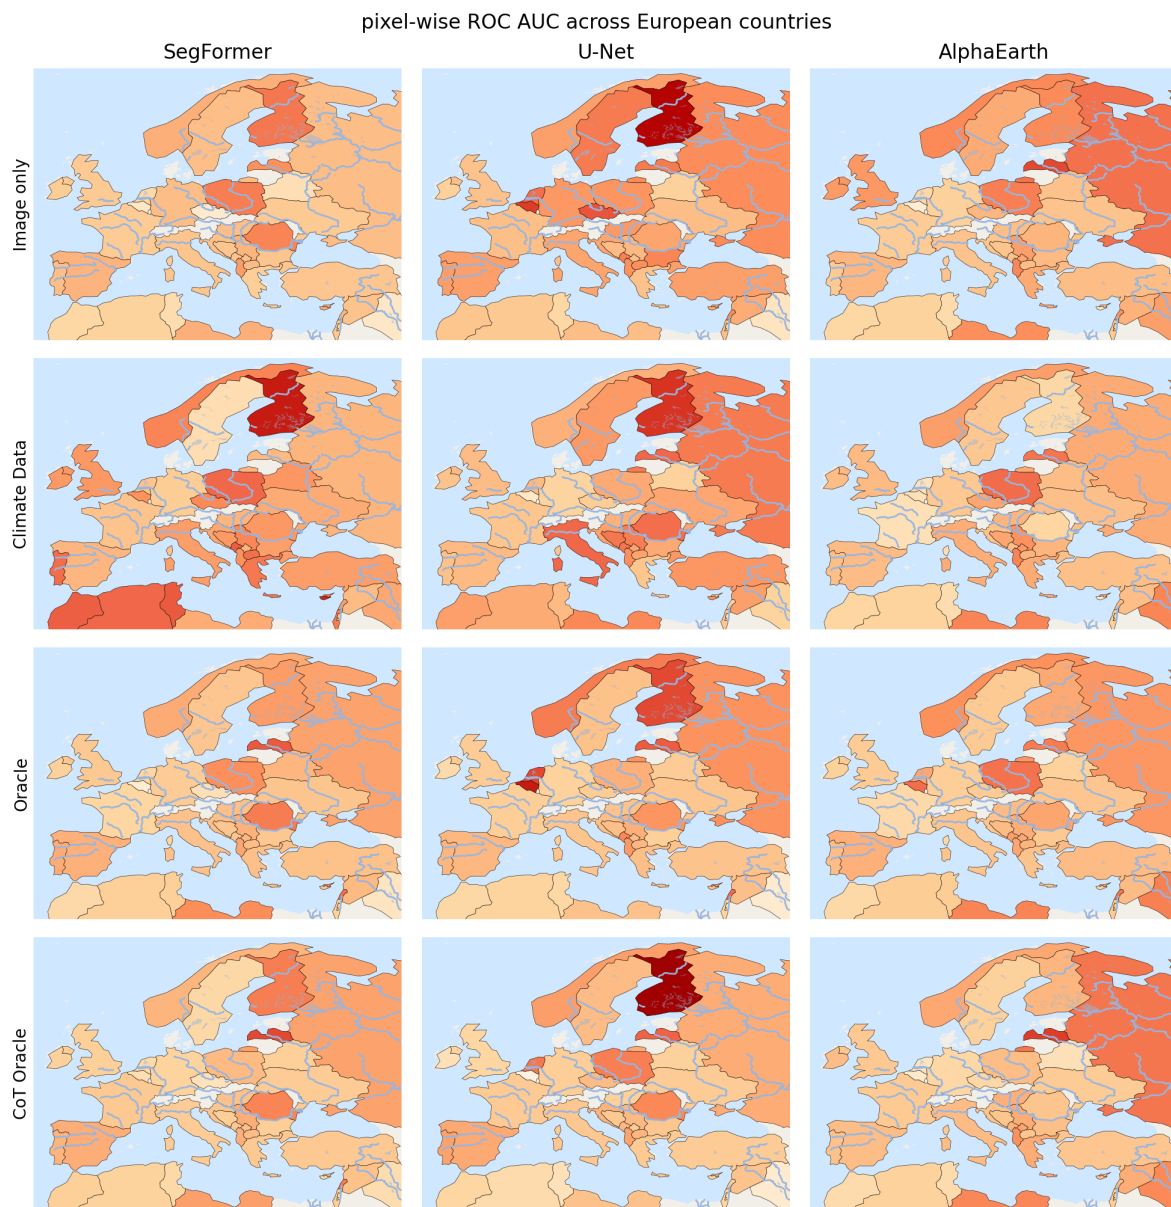 pixel-wise ROC AUC across European countries
SegFormer
U-Net
AlphaEarth
Image only
Climate Data
Oracle
CoT Oracle